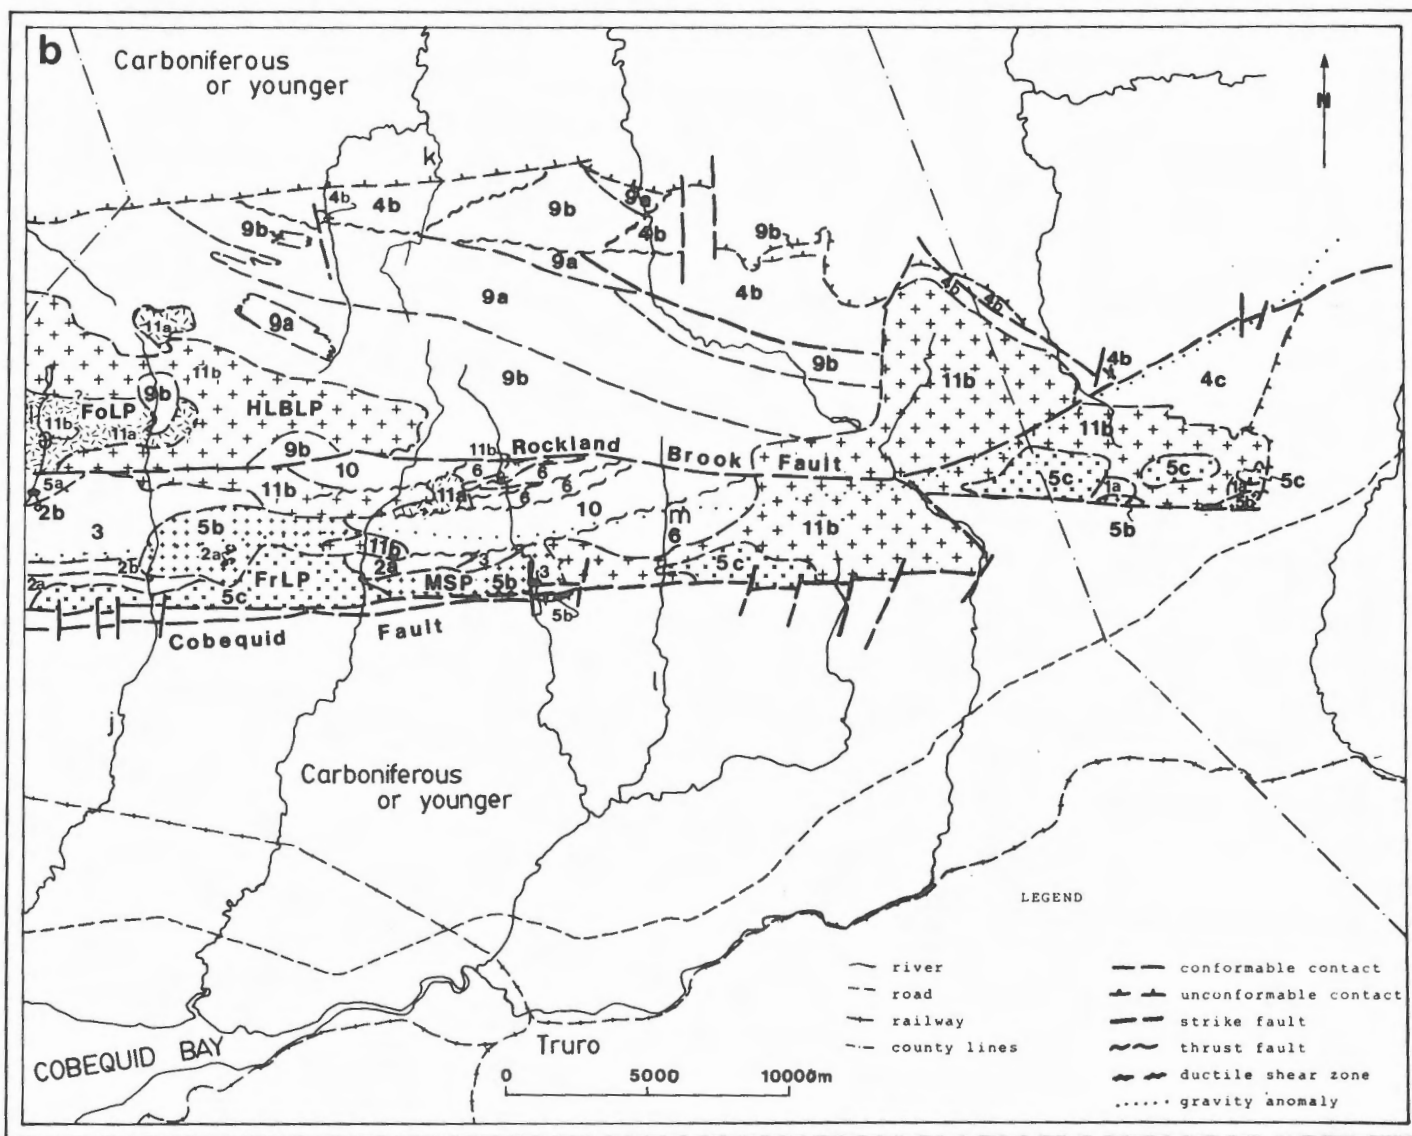 b
Carboniferous
or younger
N
k
4b
4b
9a
9b
9b
4b
9b
9a
9a
4b
4b
4b
9a
11a
9b
4b
11b
9b
11b
4c
9b
FoLP
HLBLP
11b
11a
11b
9b
11b
Rockland
Brook Fault
10
6
6
5a
11b
11a
6
6
5c
1a
5c
1a
5c
2b
10
5b
5b
3
5b
m
6
11b
2a
11b
2b
2a
3
3
5c
2a
FrLP
MSP
5b
5c
5b
Cobequid
Fault
l
j
Carboniferous
or younger
LEGEND
river
road
railway
county lines
conformable contact
unconformable contact
strike fault
thrust fault
ductile shear zone
gravity anomaly
Truro
COBEQUID BAY
0 5000 10000m